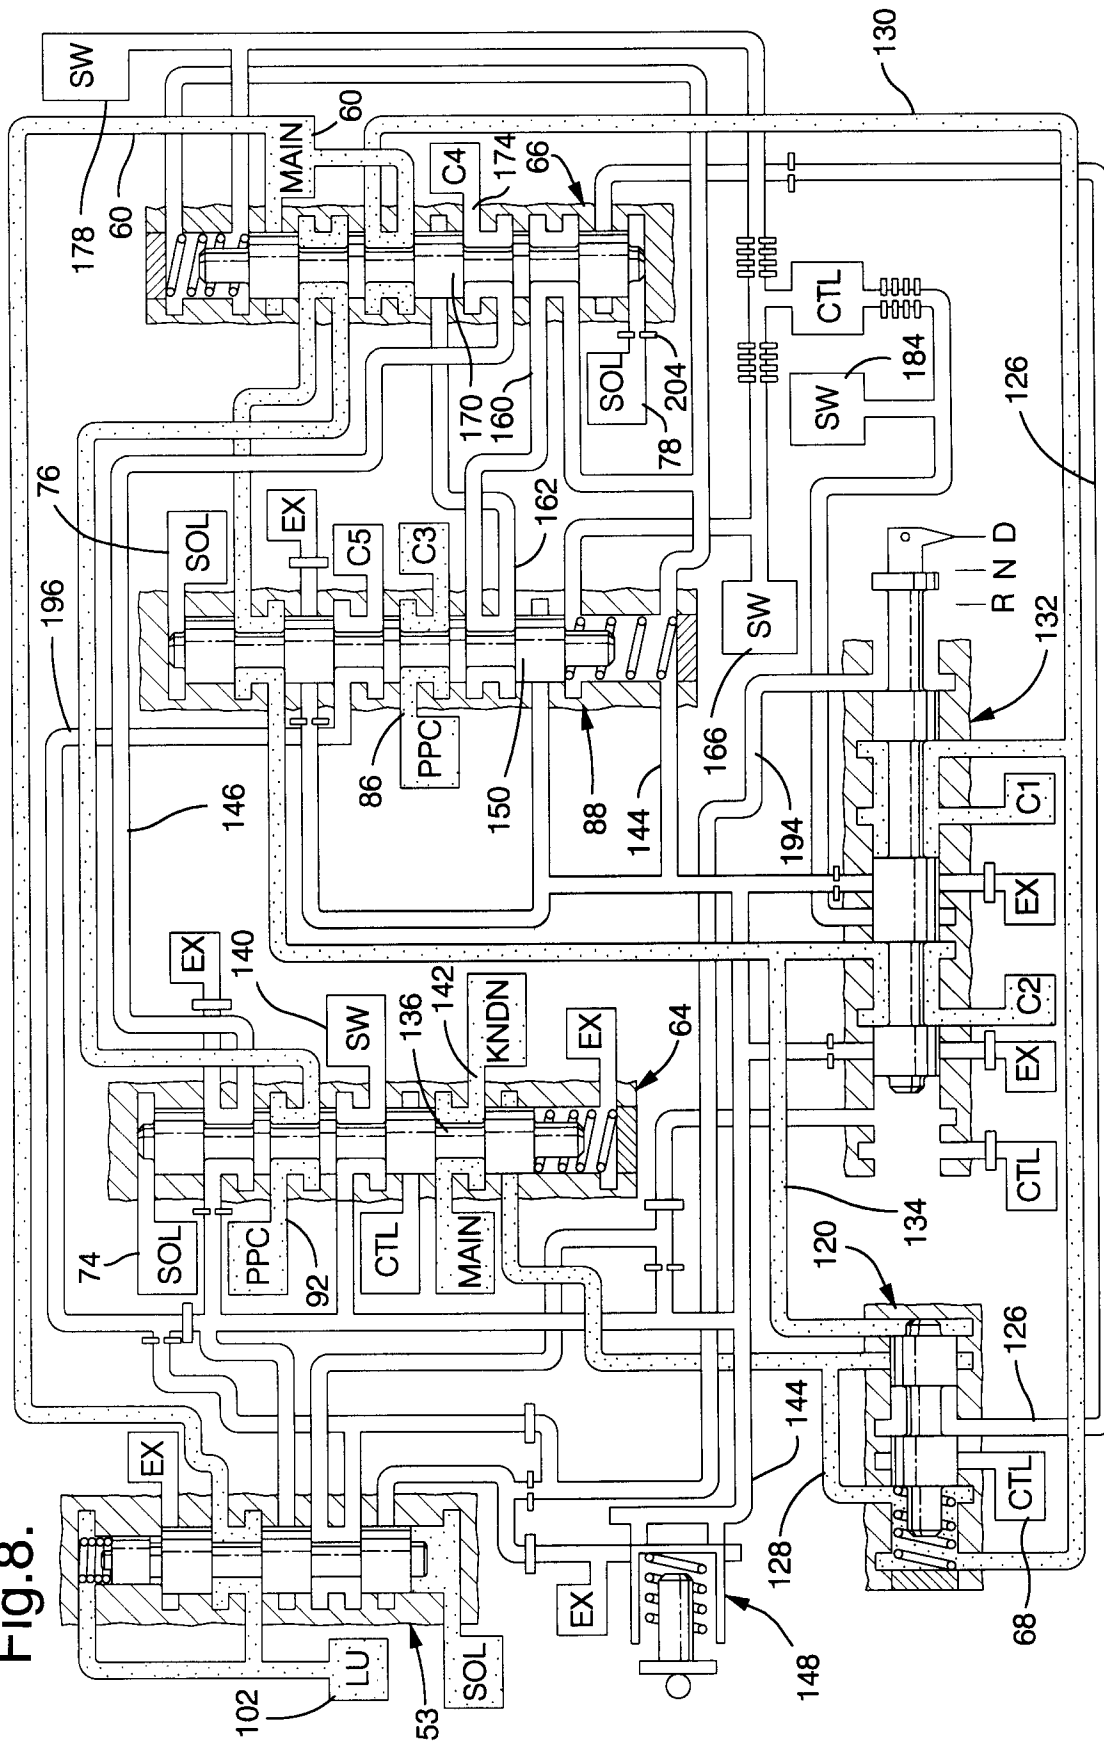 Fig.8.
102
LU
53
SOL
EX
EX
148
74
SOL
PPC
92
CTL
MAIN
EX
140
SW
136
142
KNDN
EX
64
196
146
76
SOL
EX
C5
C3
86
PPC
150
88
162
144
166
SW
194
178
SW
60
MAIN
60
C4
174
66
170
160
SOL
78
204
CTL
SW
184
130
126
R N D
132
C1
EX
C2
EX
CTL
134
120
126
144
128
CTL
68